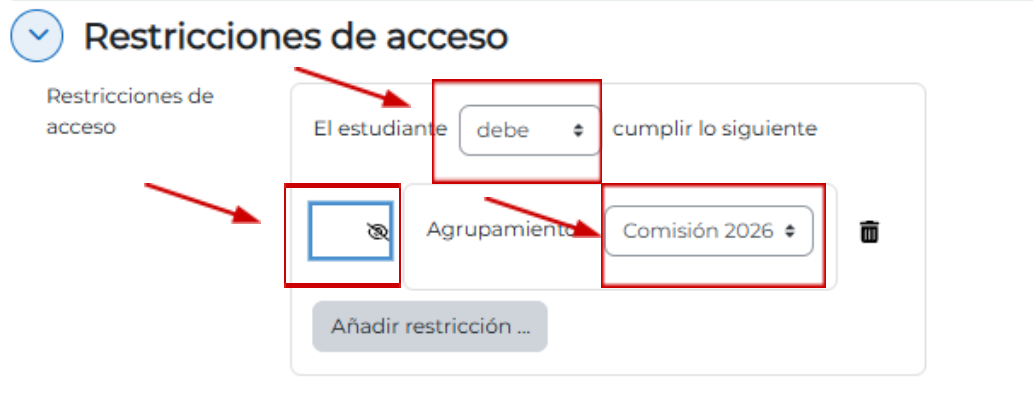 Restricciones de acceso
Restricciones de
acceso
El estudiante debe cumplir lo siguiente
Agrupamiento Comisión 2026
Añadir restricción ...